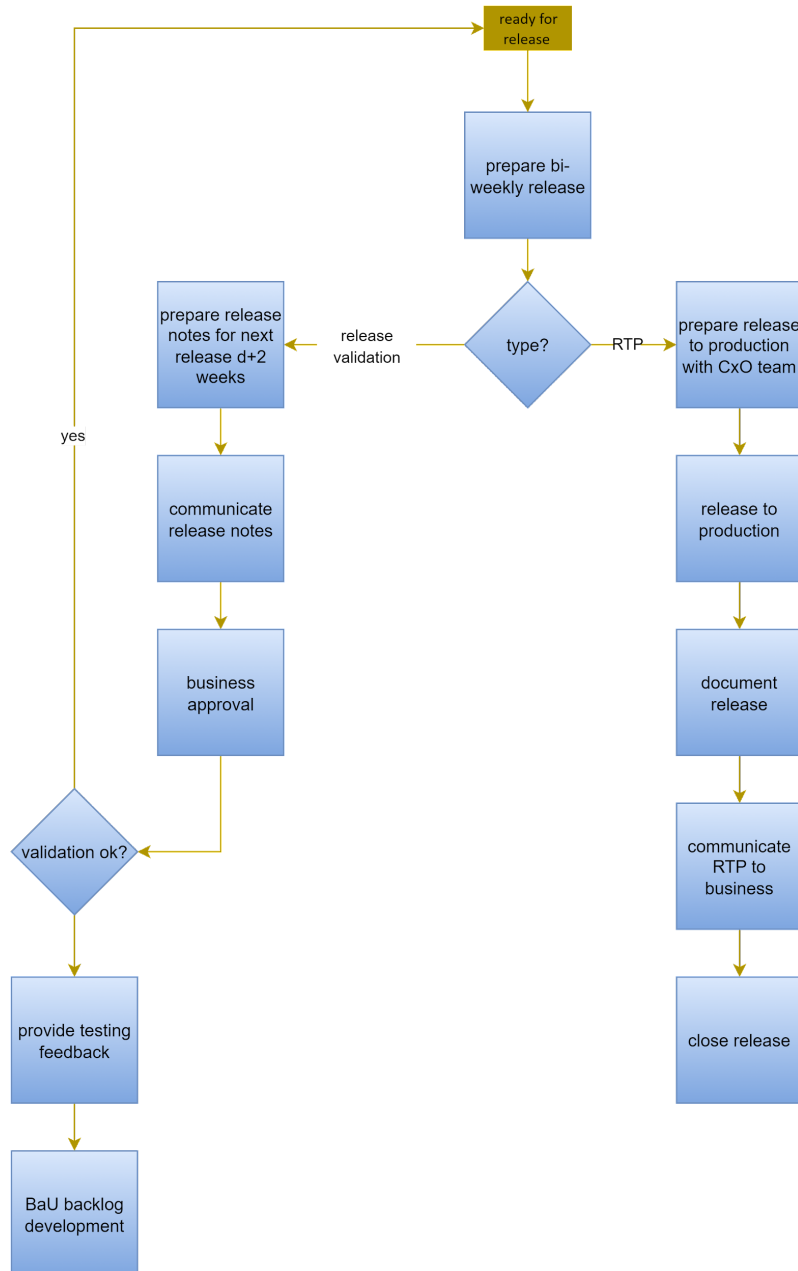 ready for
release
prepare bi-
weekly release
prepare release
notes for next
release d+2
weeks
release
validation
type?
RTP
prepare release
to production
with CxO team
yes
communicate
release notes
release to
production
business
approval
document
release
validation ok?
communicate
RTP to
business
provide testing
feedback
close release
BaU backlog
development